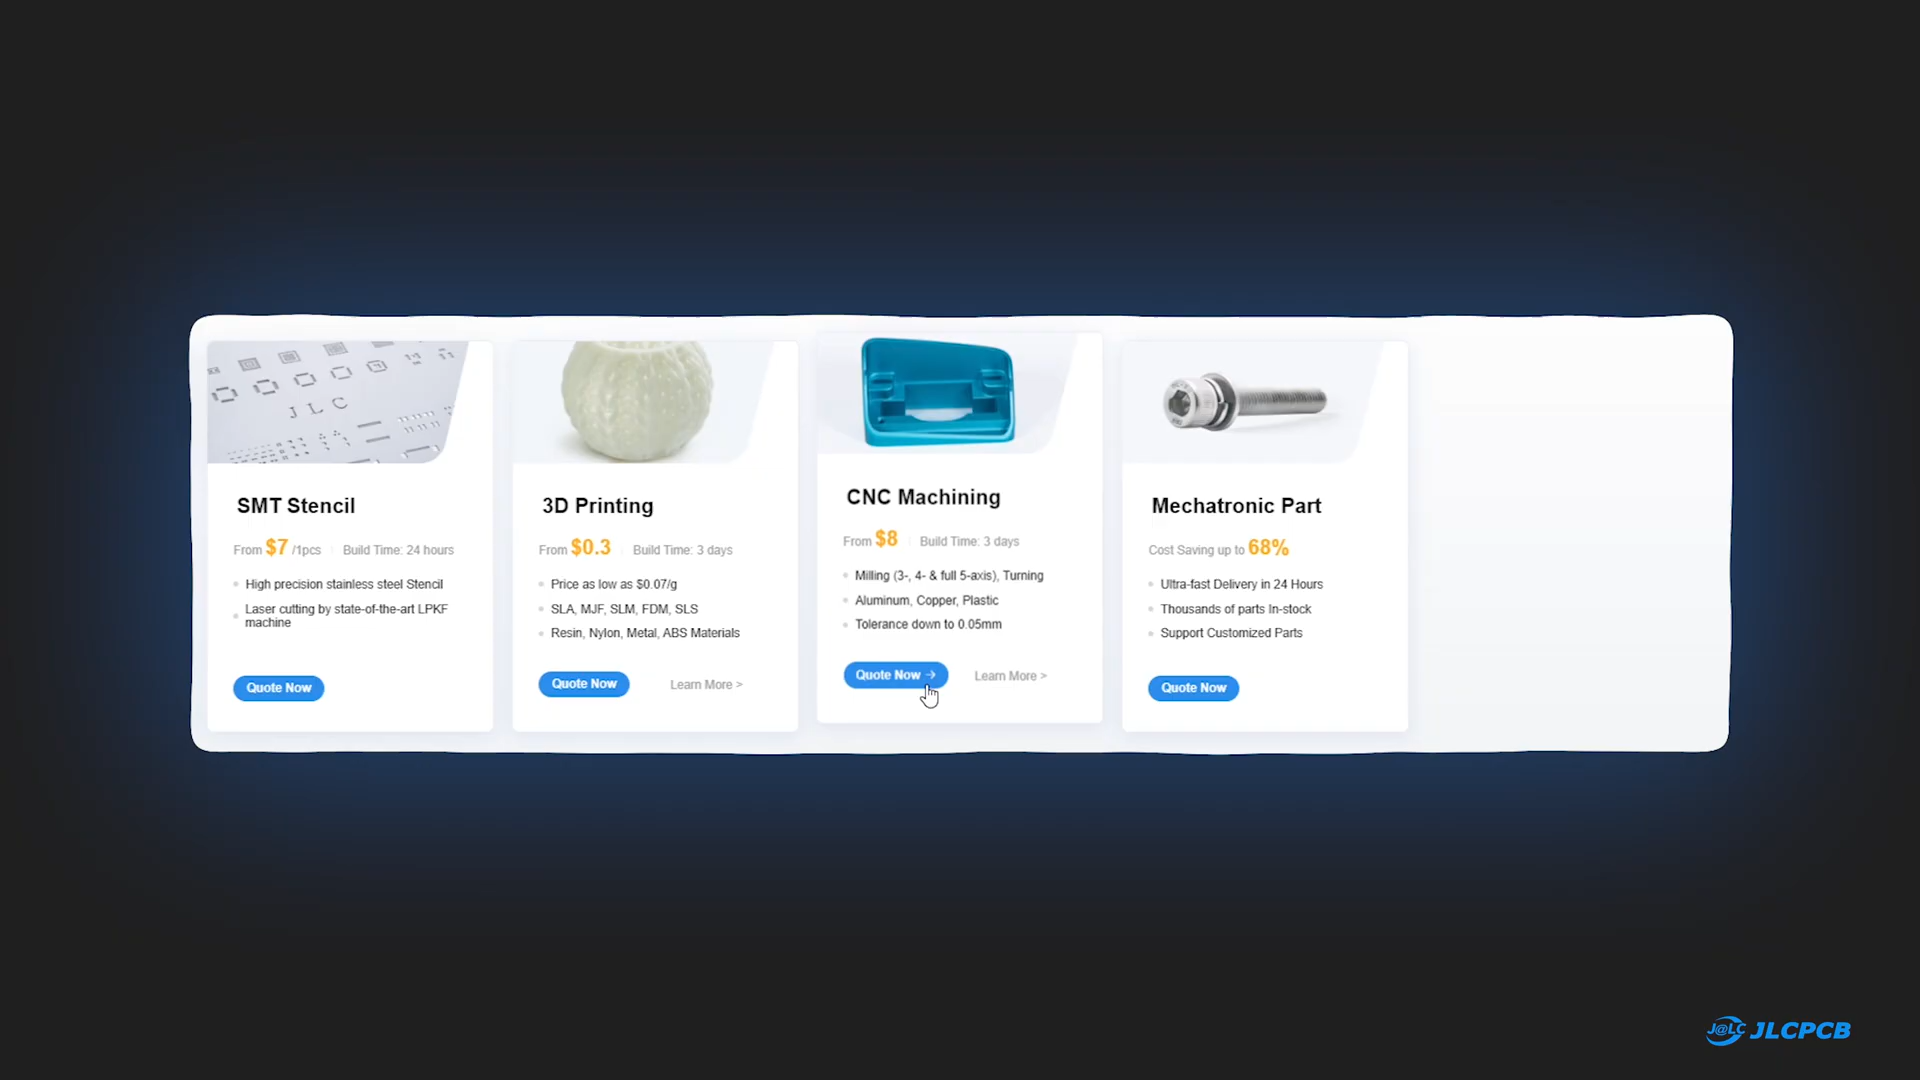 JLC
SMT Stencil
From $7 /1pcs
Build Time: 24 hours
High precision stainless steel Stencil
Laser cutting by state-of-the-art LPKF
machine
Quote Now
3D Printing
From $0.3
Build Time: 3 days
Price as low as $0.07/g
SLA, MJF, SLM, FDM, SLS
Resin, Nylon, Metal, ABS Materials
Quote Now
Learn More >
CNC Machining
From $8
Build Time: 3 days
Milling (3-, 4- & full 5-axis), Turning
Aluminum, Copper, Plastic
Tolerance down to 0.05mm
Quote Now →
Learn More >
Mechatronic Part
Cost Saving up to 68%
Ultra-fast Delivery in 24 Hours
Thousands of parts In-stock
Support Customized Parts
Quote Now
J@LC JLCPCB